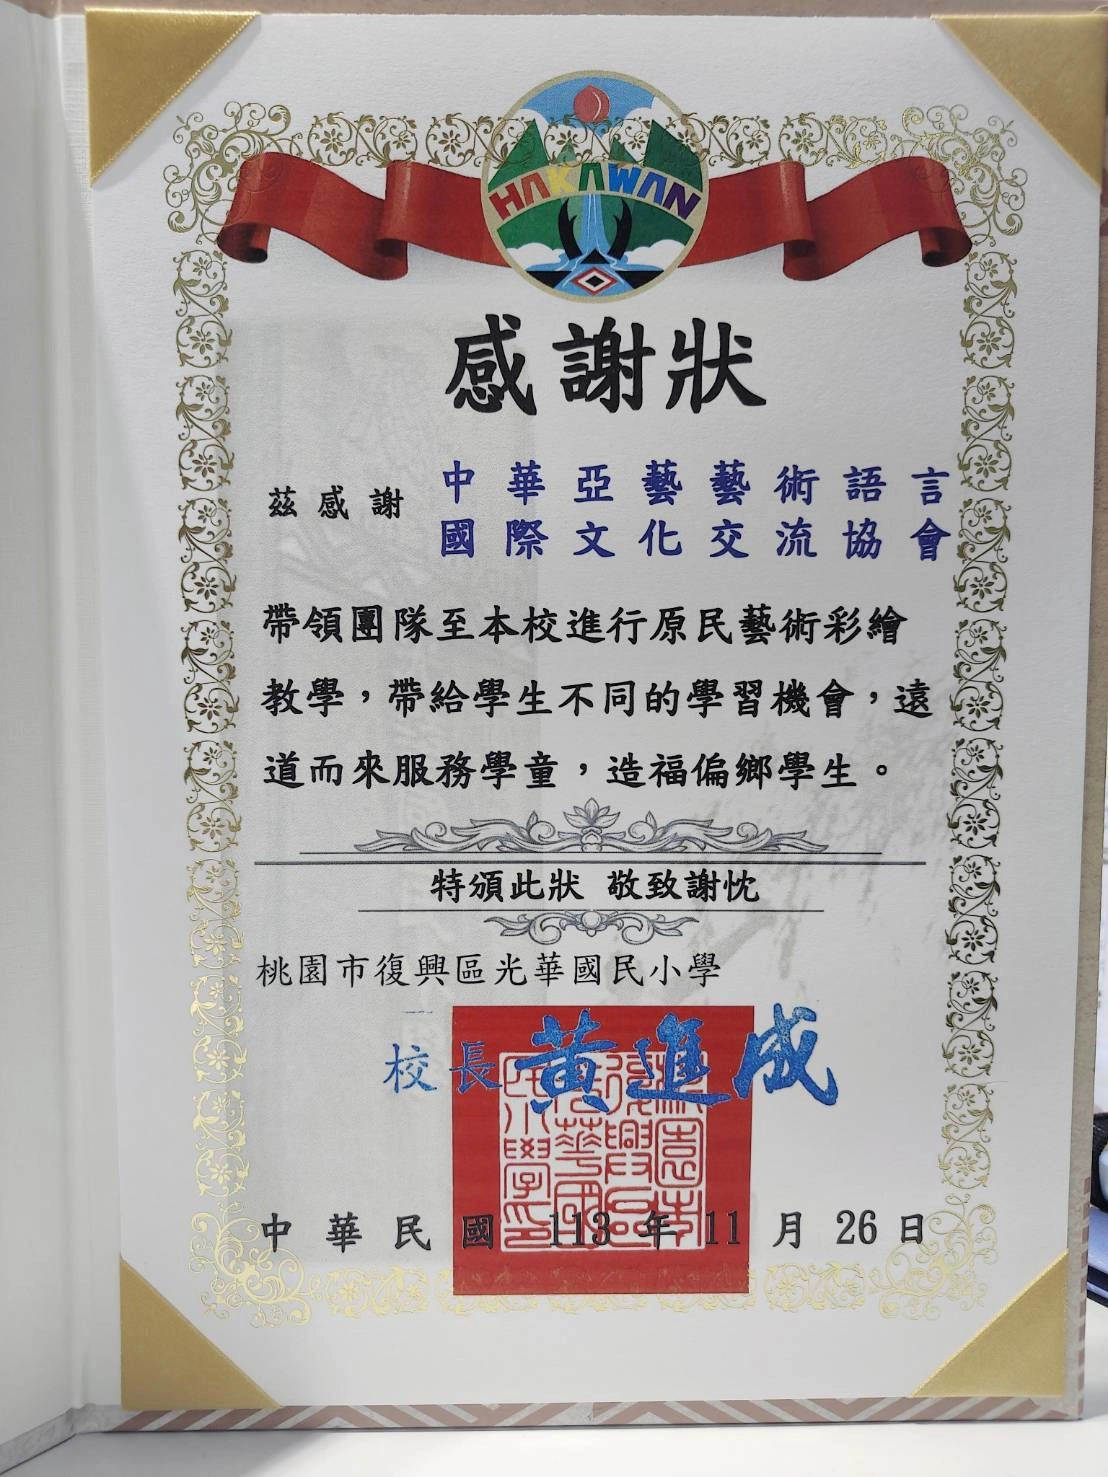 HAKAWAN
感謝狀
茲感謝
中華亞藝藝術語言
國際文化交流協會
帶領團隊至本校進行原民藝術彩繪
教學，帶給學生不同的學習機會，遠
道而來服務學童，造福偏鄉學生。
特頒此狀 敬致謝忱
桃園市復興區光華國民小學
校長 黃進成
中華民國 113 年 11 月 26 日